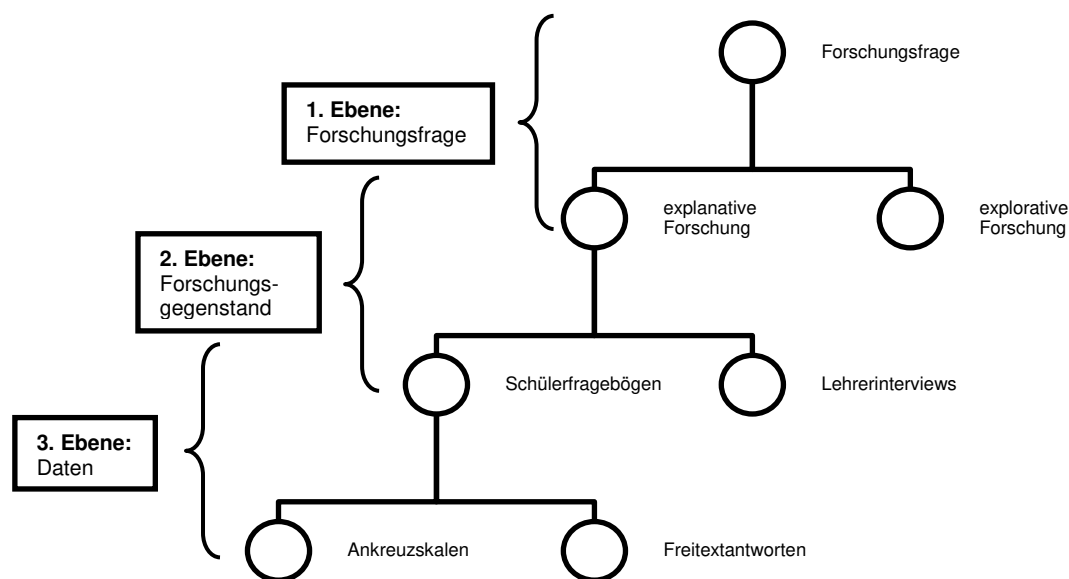 Forschungsfrage
1. Ebene:
Forschungsfrage
explanative
Forschung
explorative
Forschung
2. Ebene:
Forschungs-
gegenstand
Schülerfragebögen
Lehrerinterviews
3. Ebene:
Daten
Ankreuzskalen
Freitextantworten